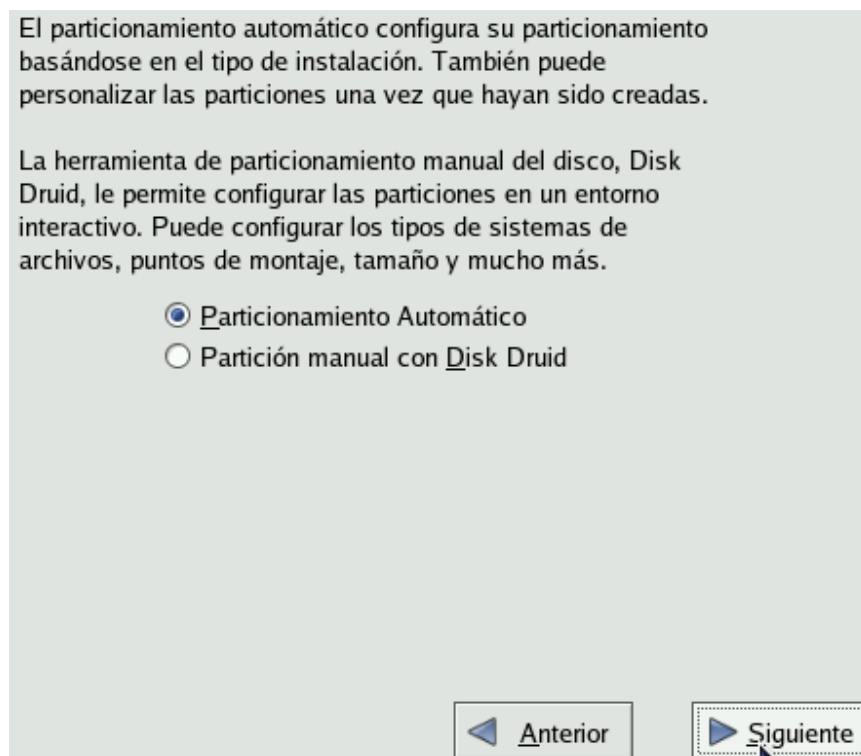 El particionamiento automático configura su particionamiento
basándose en el tipo de instalación. También puede
personalizar las particiones una vez que hayan sido creadas.
La herramienta de particionamiento manual del disco, Disk
Druid, le permite configurar las particiones en un entorno
interactivo. Puede configurar los tipos de sistemas de
archivos, puntos de montaje, tamaño y mucho más.
Particionamiento Automático
Partición manual con Disk Druid
Anterior
Siguiente